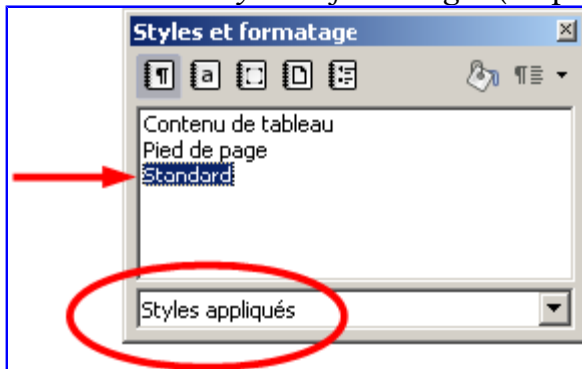 Styles et formatage
Contenu de tableau
Pied de page
Standard
Styles appliqués